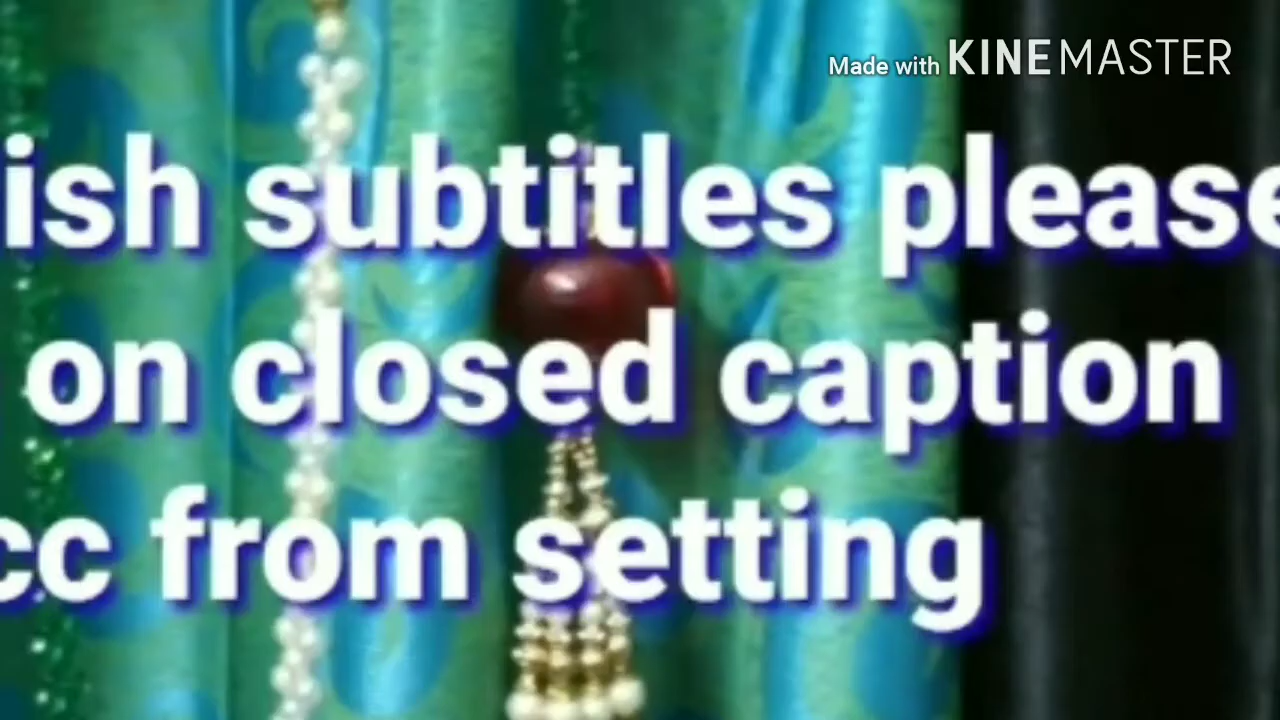 Made with KINEMASTER
ish subtitles please
on closed caption
cc from setting